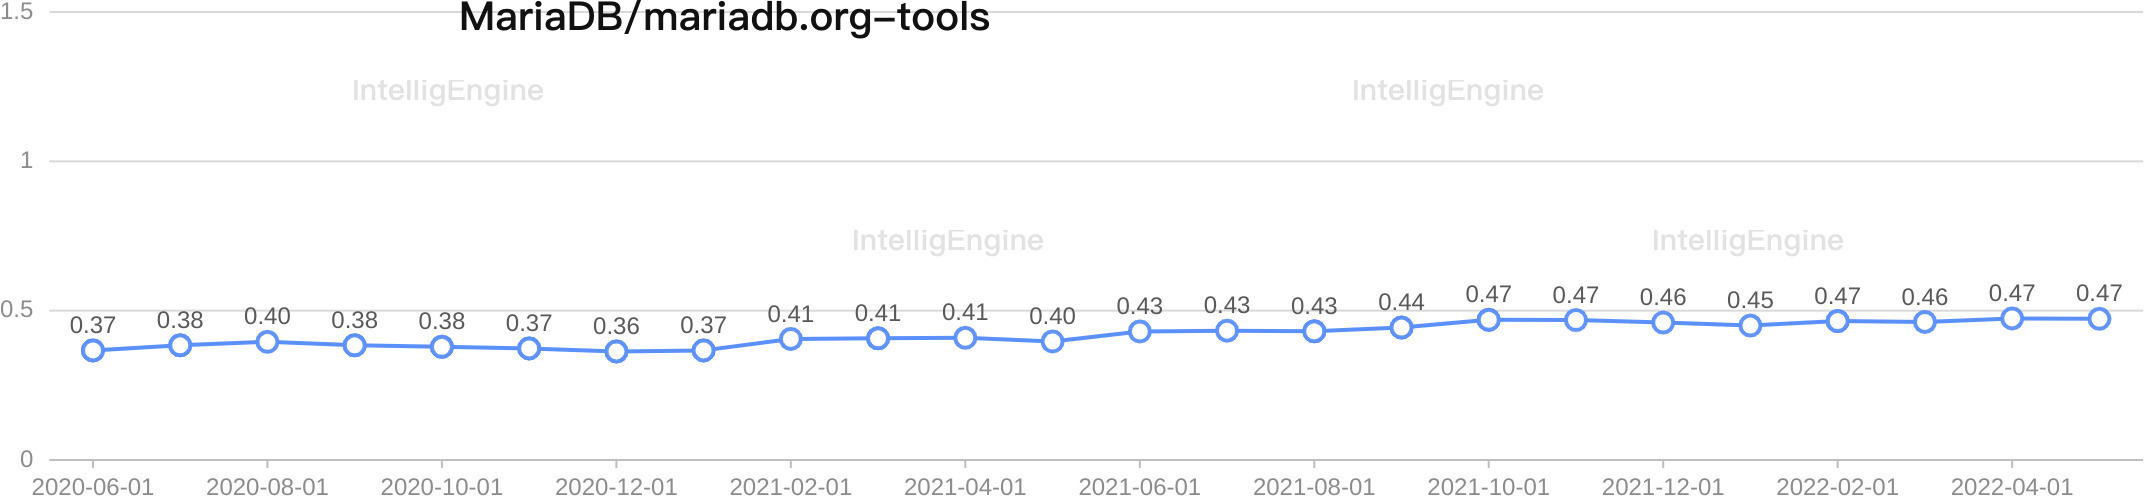 MariaDB/mariadb.org-tools
1.5
IntelligEngine IntelligEngine
1
IntelligEngine IntelligEngine
0.5
0.37 0.38 0.40 0.38 0.38 0.37 0.36 0.37 0.41 0.41 0.41 0.40 0.43 0.43 0.43 0.44 0.47 0.47 0.46 0.45 0.47 0.46 0.47 0.47
0
2020-06-01 2020-08-01 2020-10-01 2020-12-01 2021-02-01 2021-04-01 2021-06-01 2021-08-01 2021-10-01 2021-12-01 2022-02-01 2022-04-01